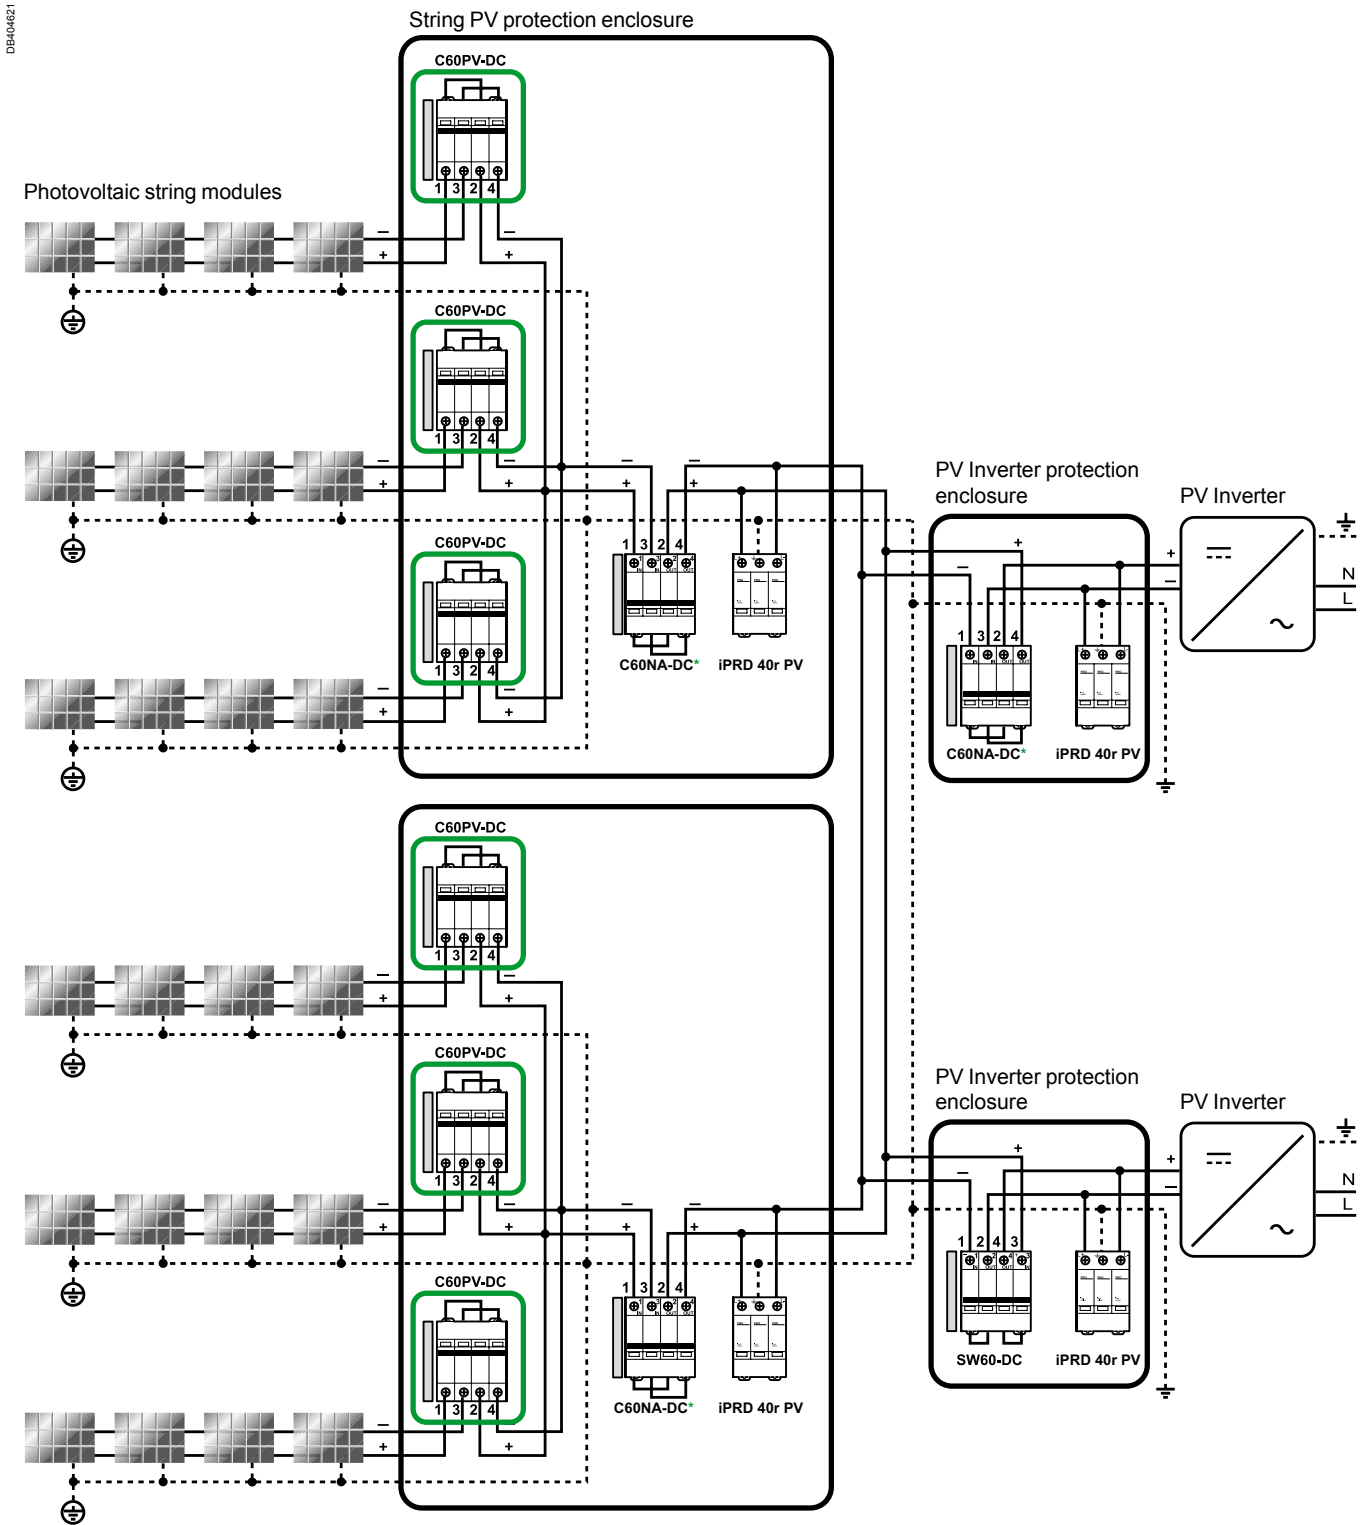 DB404621
String PV protection enclosure
C60PV-DC
1 3 2 4
Photovoltaic string modules
− −
+ +
C60PV-DC
1 3 2 4
− − − −
+ + + +
PV Inverter protection
enclosure
PV Inverter
C60PV-DC
1 3 2 4
1 3 2 4
C60NA-DC* iPRD 40r PV
− −
+ +
+
−
+
−
N
L
1 3 2 4
C60NA-DC* iPRD 40r PV
C60PV-DC
1 3 2 4
− −
+ +
C60PV-DC
1 3 2 4
− − − −
+ + + +
PV Inverter protection
enclosure
PV Inverter
+
−
+
−
N
L
1 2 4 3
SW60-DC iPRD 40r PV
C60PV-DC
1 3 2 4
1 3 2 4
C60NA-DC* iPRD 40r PV
− −
+ +